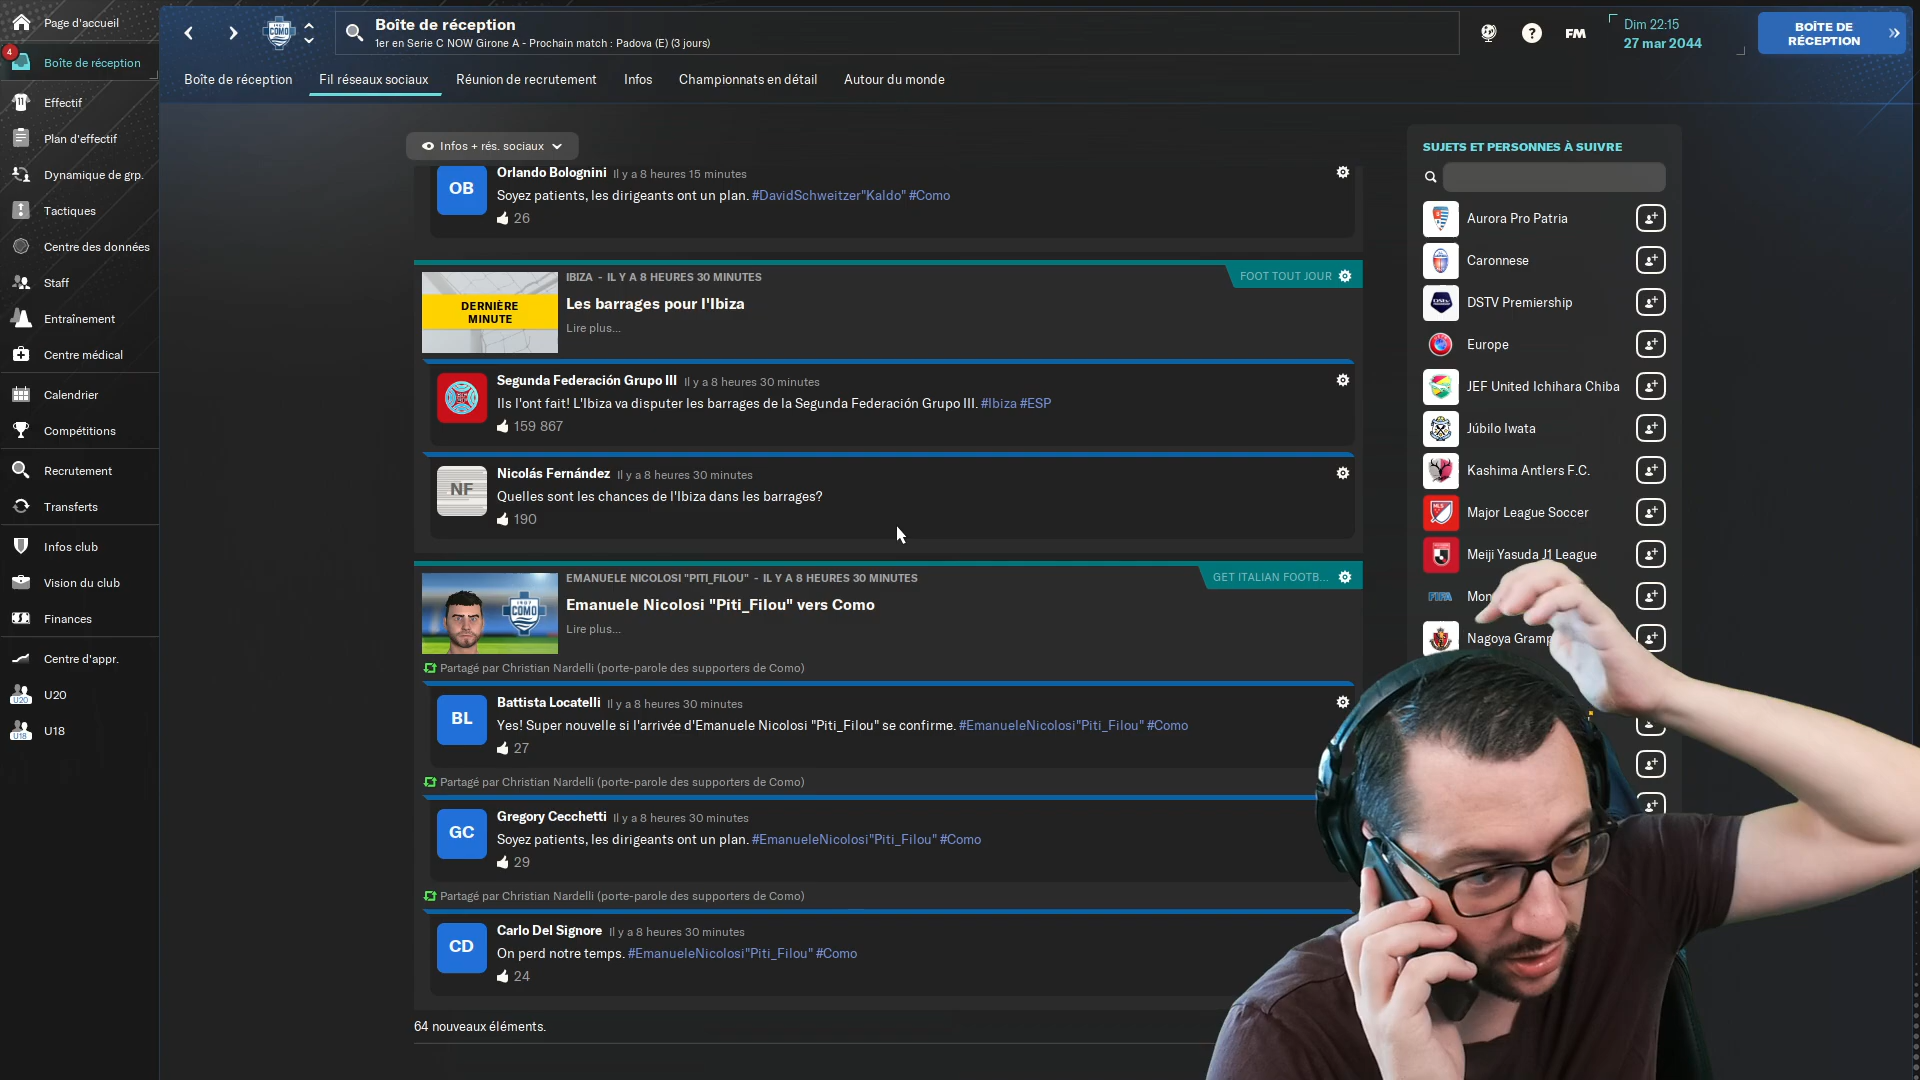 Page d'accueil
4
Boîte de réception
Effectif
Plan d'effectif
Dynamique de grp.
Tactiques
Centre des données
Staff
Entraînement
Centre médical
Calendrier
Compétitions
Recrutement
Transferts
Infos club
Vision du club
Finances
Centre d'appr.
U20
U20
U18
U18
COMO
Boîte de réception
1er en Serie C NOW Girone A - Prochain match : Padova (E) (3 jours)
FM
Dim 22:15
27 mar 2044
BOÎTE DE RÉCEPTION
Boîte de réception
Fil réseaux sociaux
Réunion de recrutement
Infos
Championnats en détail
Autour du monde
Infos + rés. sociaux
OB
Orlando Bolognini Il y a 8 heures 15 minutes
Soyez patients, les dirigeants ont un plan. #DavidSchweitzer"Kaldo" #Como
26
DERNIÈRE
MINUTE
IBIZA - IL Y A 8 HEURES 30 MINUTES
FOOT TOUT JOUR
Les barrages pour l'Ibiza
Lire plus...
Segunda Federación Grupo III Il y a 8 heures 30 minutes
Ils l'ont fait! L'Ibiza va disputer les barrages de la Segunda Federación Grupo III. #Ibiza #ESP
159 867
NF
Nicolás Fernández Il y a 8 heures 30 minutes
Quelles sont les chances de l'Ibiza dans les barrages?
190
COMO
EMANUELE NICOLOSI "PITI_FILOU" - IL Y A 8 HEURES 30 MINUTES
GET ITALIAN FOOTB...
Emanuele Nicolosi "Piti_Filou" vers Como
Lire plus...
Partagé par Christian Nardelli (porte-parole des supporters de Como)
BL
Battista Locatelli Il y a 8 heures 30 minutes
Yes! Super nouvelle si l'arrivée d'Emanuele Nicolosi "Piti_Filou" se confirme. #EmanueleNicolosi"Piti_Filou" #Como
27
Partagé par Christian Nardelli (porte-parole des supporters de Como)
GC
Gregory Cecchetti Il y a 8 heures 30 minutes
Soyez patients, les dirigeants ont un plan. #EmanueleNicolosi"Piti_Filou" #Como
29
Partagé par Christian Nardelli (porte-parole des supporters de Como)
CD
Carlo Del Signore Il y a 8 heures 30 minutes
On perd notre temps. #EmanueleNicolosi"Piti_Filou" #Como
24
64 nouveaux éléments.
SUJETS ET PERSONNES À SUIVRE
Aurora Pro Patria
Caronnese
DSTV Premiership
Europe
JEF United Ichihara Chiba
Júbilo Iwata
Kashima Antlers F.C.
Major League Soccer
Meiji Yasuda J1 League
FIFA
Nagoya